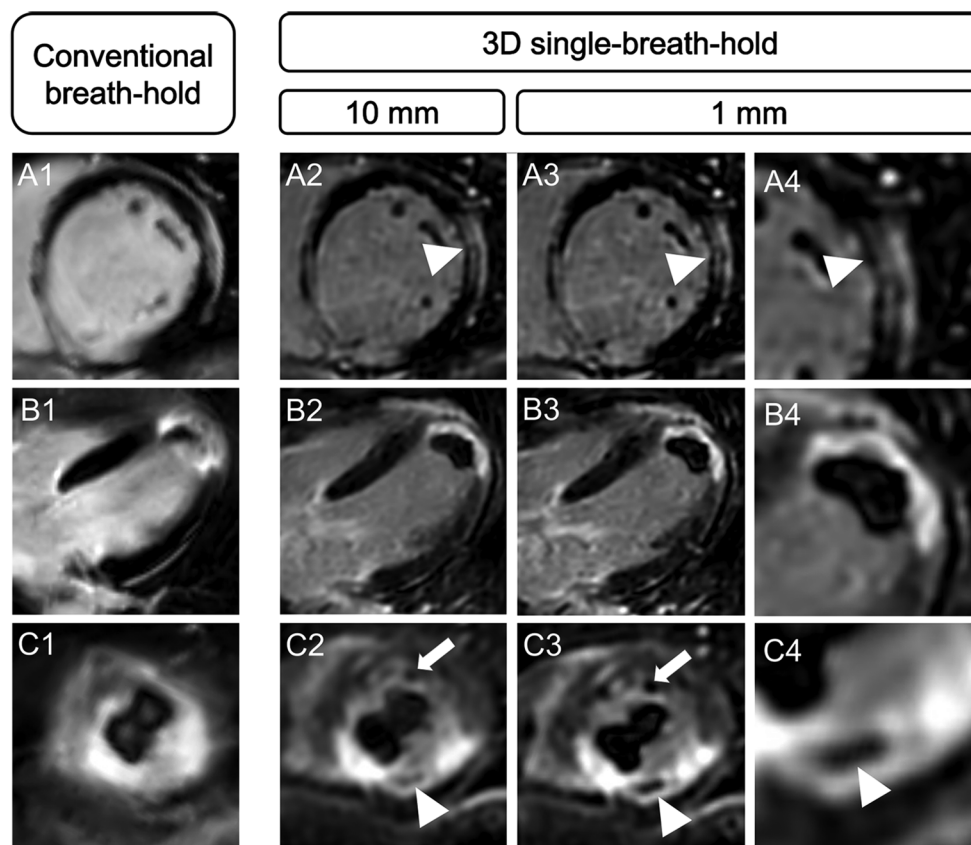 Conventional
breath-hold
3D single-breath-hold
10 mm
1 mm
A1
A2
A3
A4
B1
B2
B3
B4
C1
C2
C3
C4